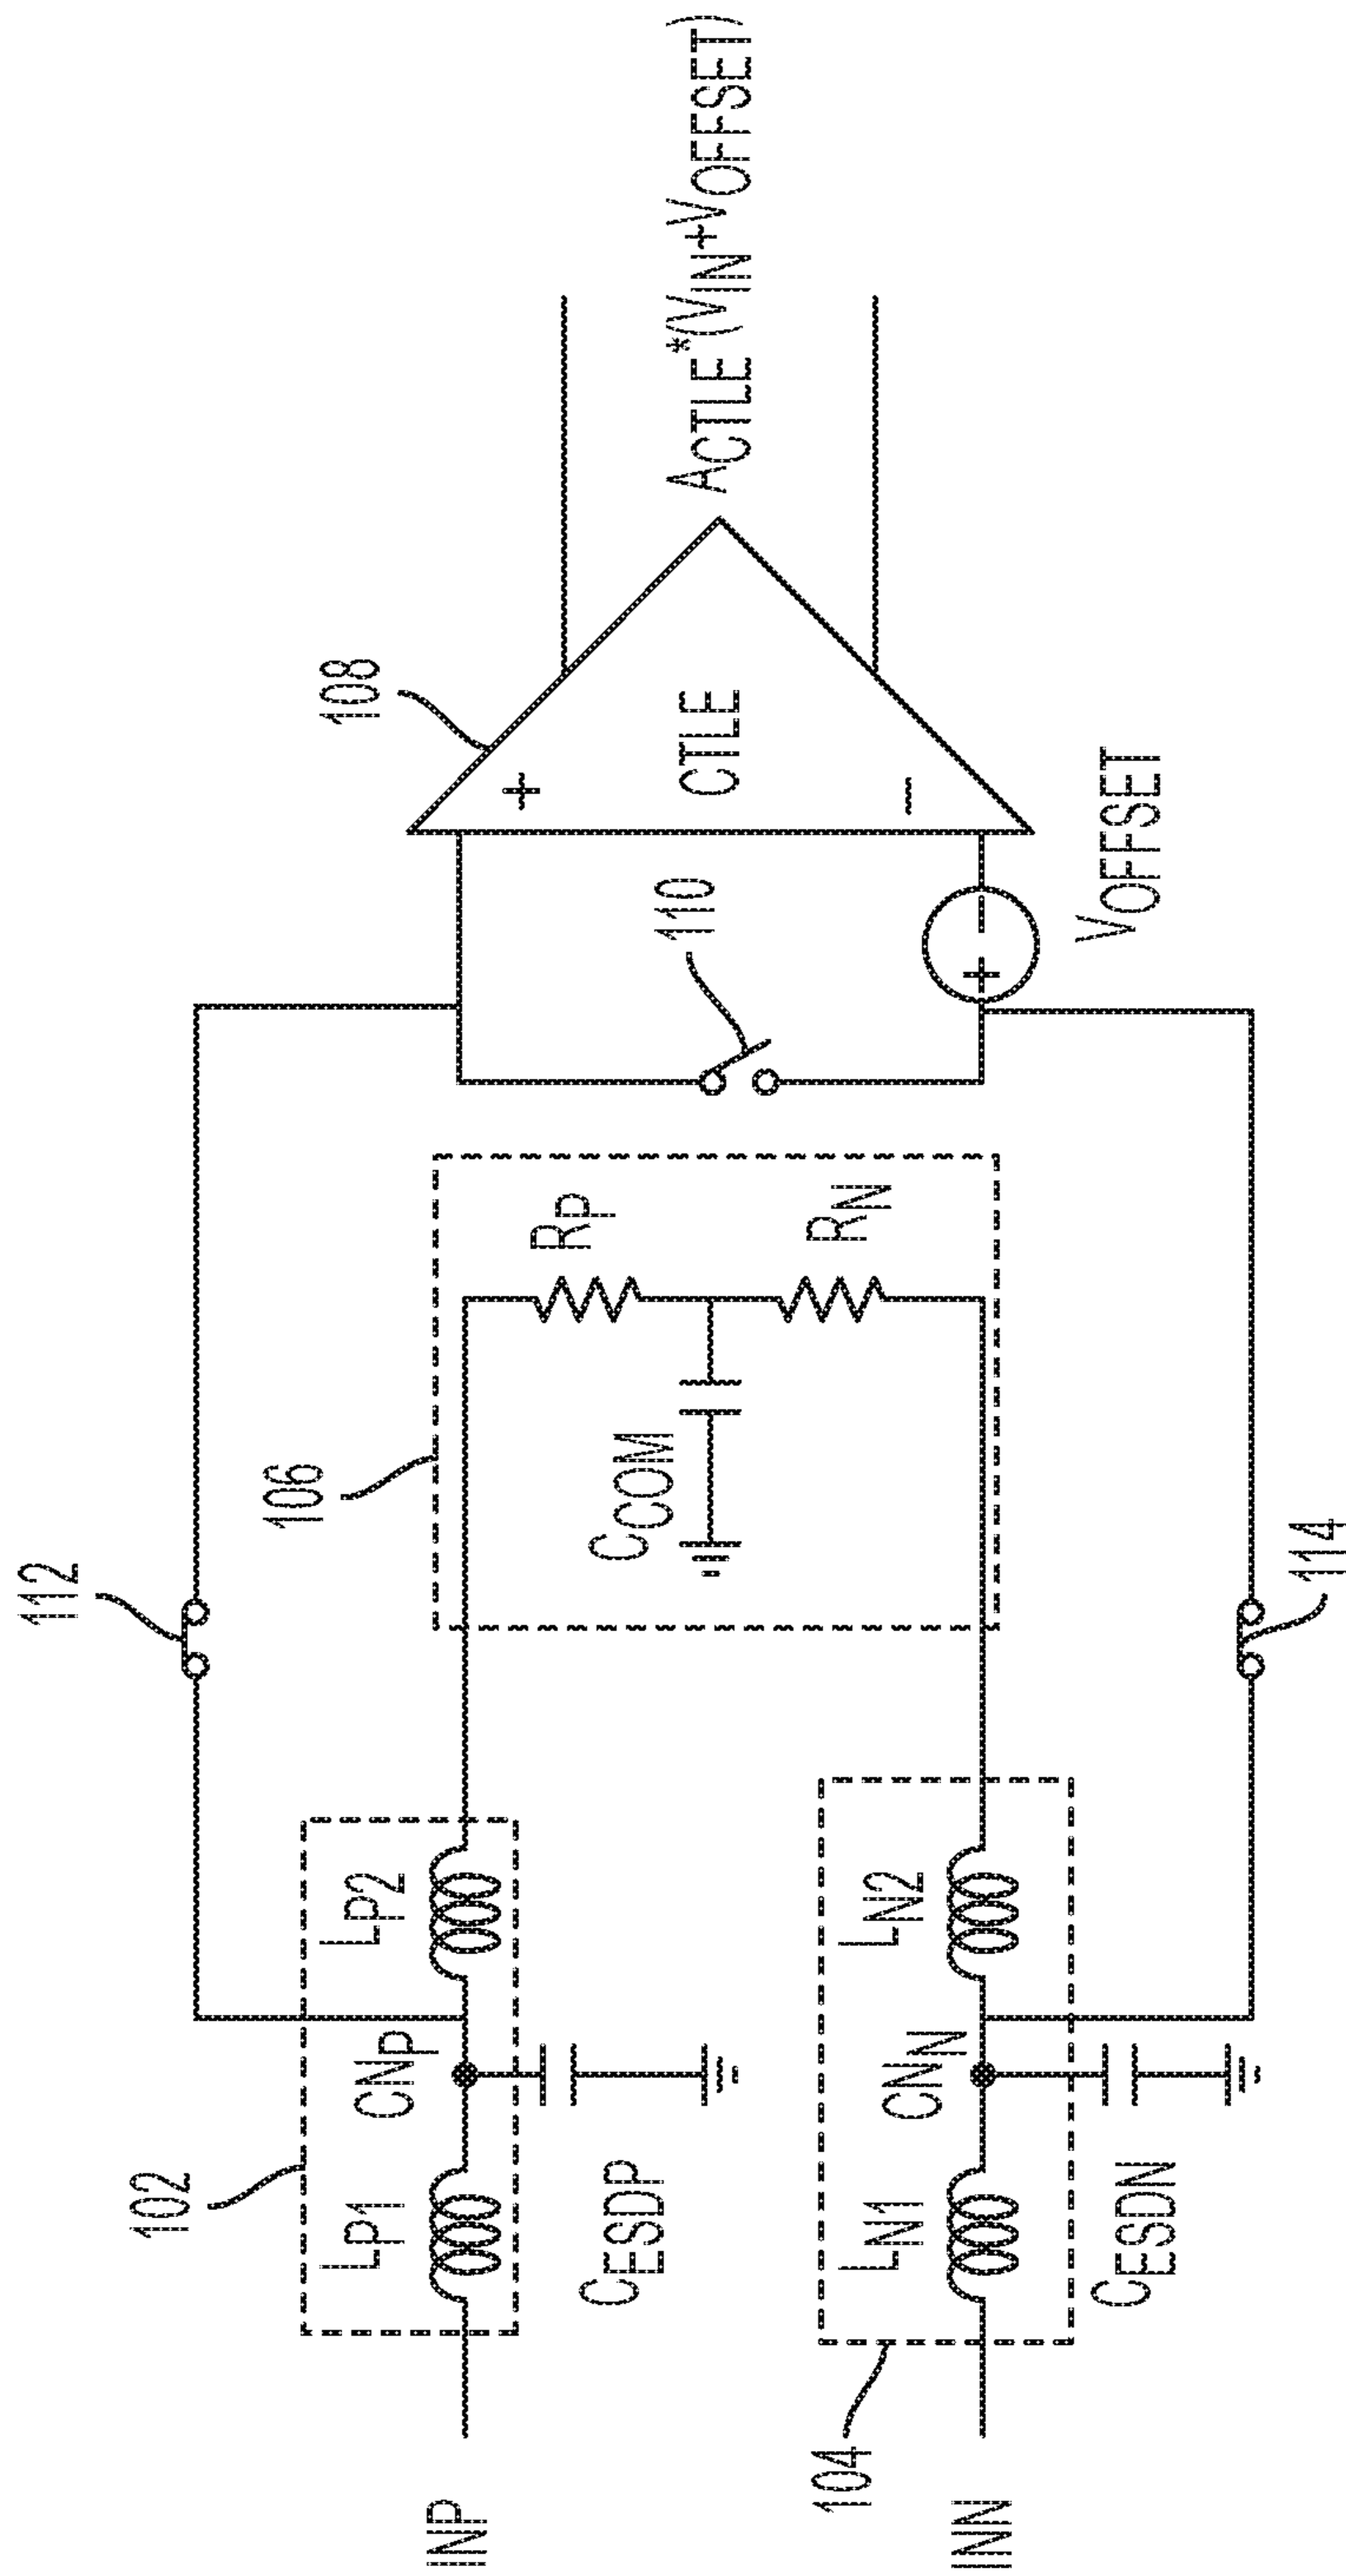 112
106
108
102
LP1
CNP
LP2
RP
110
+
CTLE
−
ACTLE*(VIN+VOFFSET)
INP
CESDP
CCOM
RN
+
−
VOFFSET
104
LN1
CNN
LN2
INN
CESDN
114